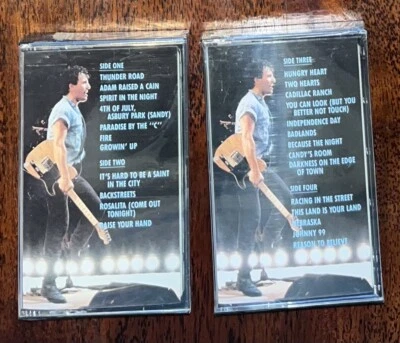 SIDE ONE
THUNDER ROAD
ADAM RAISED A CAIN
SPIRIT IN THE NIGHT
4TH OF JULY,
ASBURY PARK (SANDY)
PARADISE BY THE "C"
FIRE
GROWIN' UP
SIDE TWO
IT'S HARD TO BE A SAINT
IN THE CITY
BACKSTREETS
ROSALITA (COME OUT
TONIGHT)
RAISE YOUR HAND
SIDE THREE
HUNGRY HEART
TWO HEARTS
CADILLAC RANCH
YOU CAN LOOK (BUT YOU
BETTER NOT TOUCH)
INDEPENDENCE DAY
BADLANDS
BECAUSE THE NIGHT
CANDY'S ROOM
DARKNESS ON THE EDGE
OF TOWN
SIDE FOUR
RACING IN THE STREET
THIS LAND IS YOUR LAND
NEBRASKA
JOHNNY 99
REASON TO BELIEVE